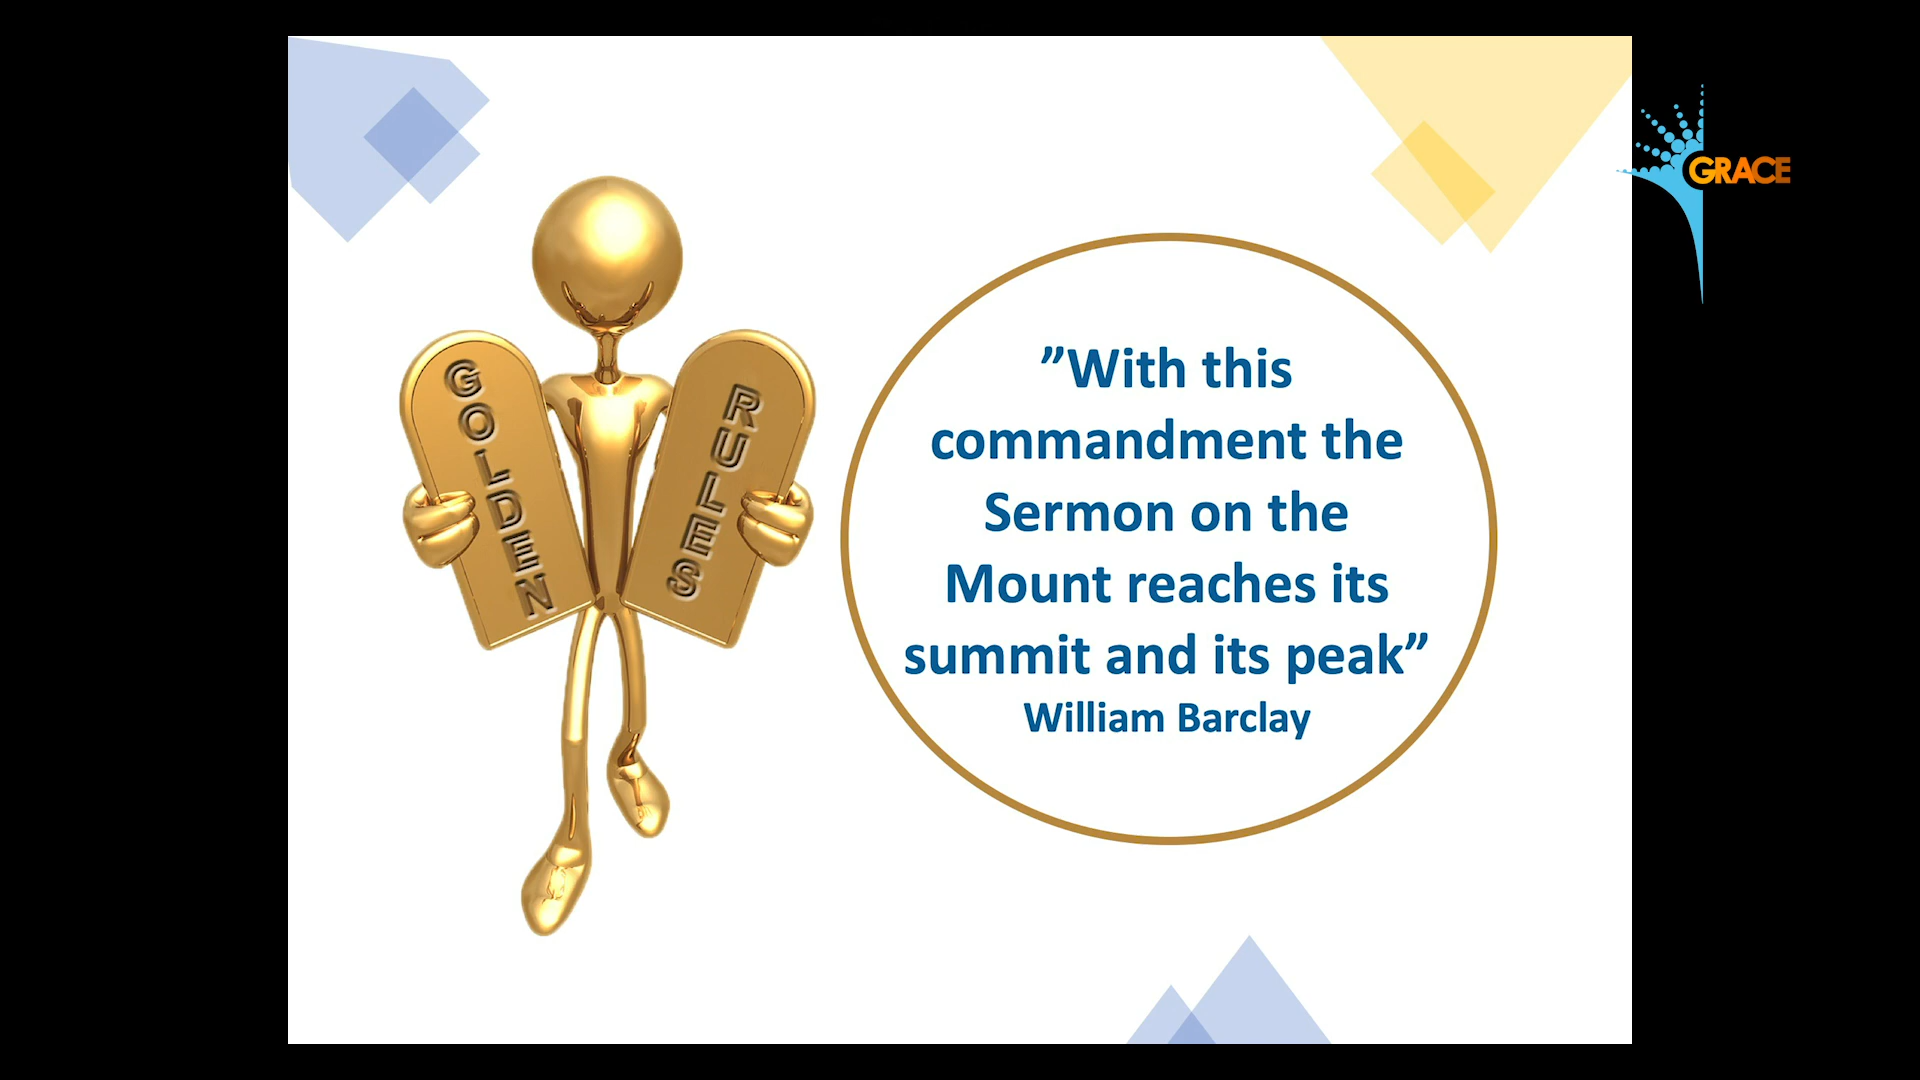 GRACE
GOLDEN
RULES
”With this
commandment the
Sermon on the
Mount reaches its
summit and its peak”
William Barclay